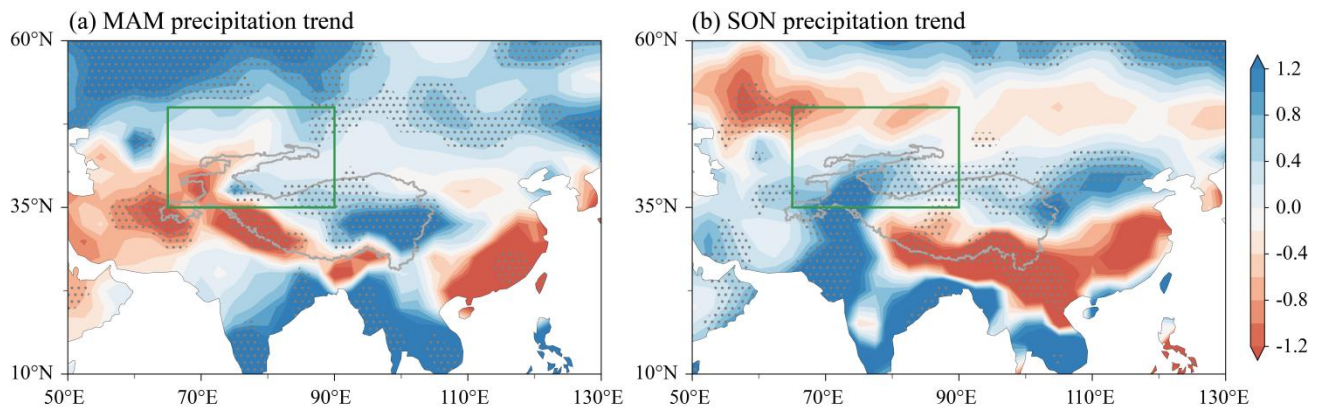 (a) MAM precipitation trend
(b) SON precipitation trend
60°N
35°N
10°N
50°E
70°E
90°E
110°E
130°E
60°N
35°N
10°N
50°E
70°E
90°E
110°E
130°E
1.2
0.8
0.4
0.0
-0.4
-0.8
-1.2